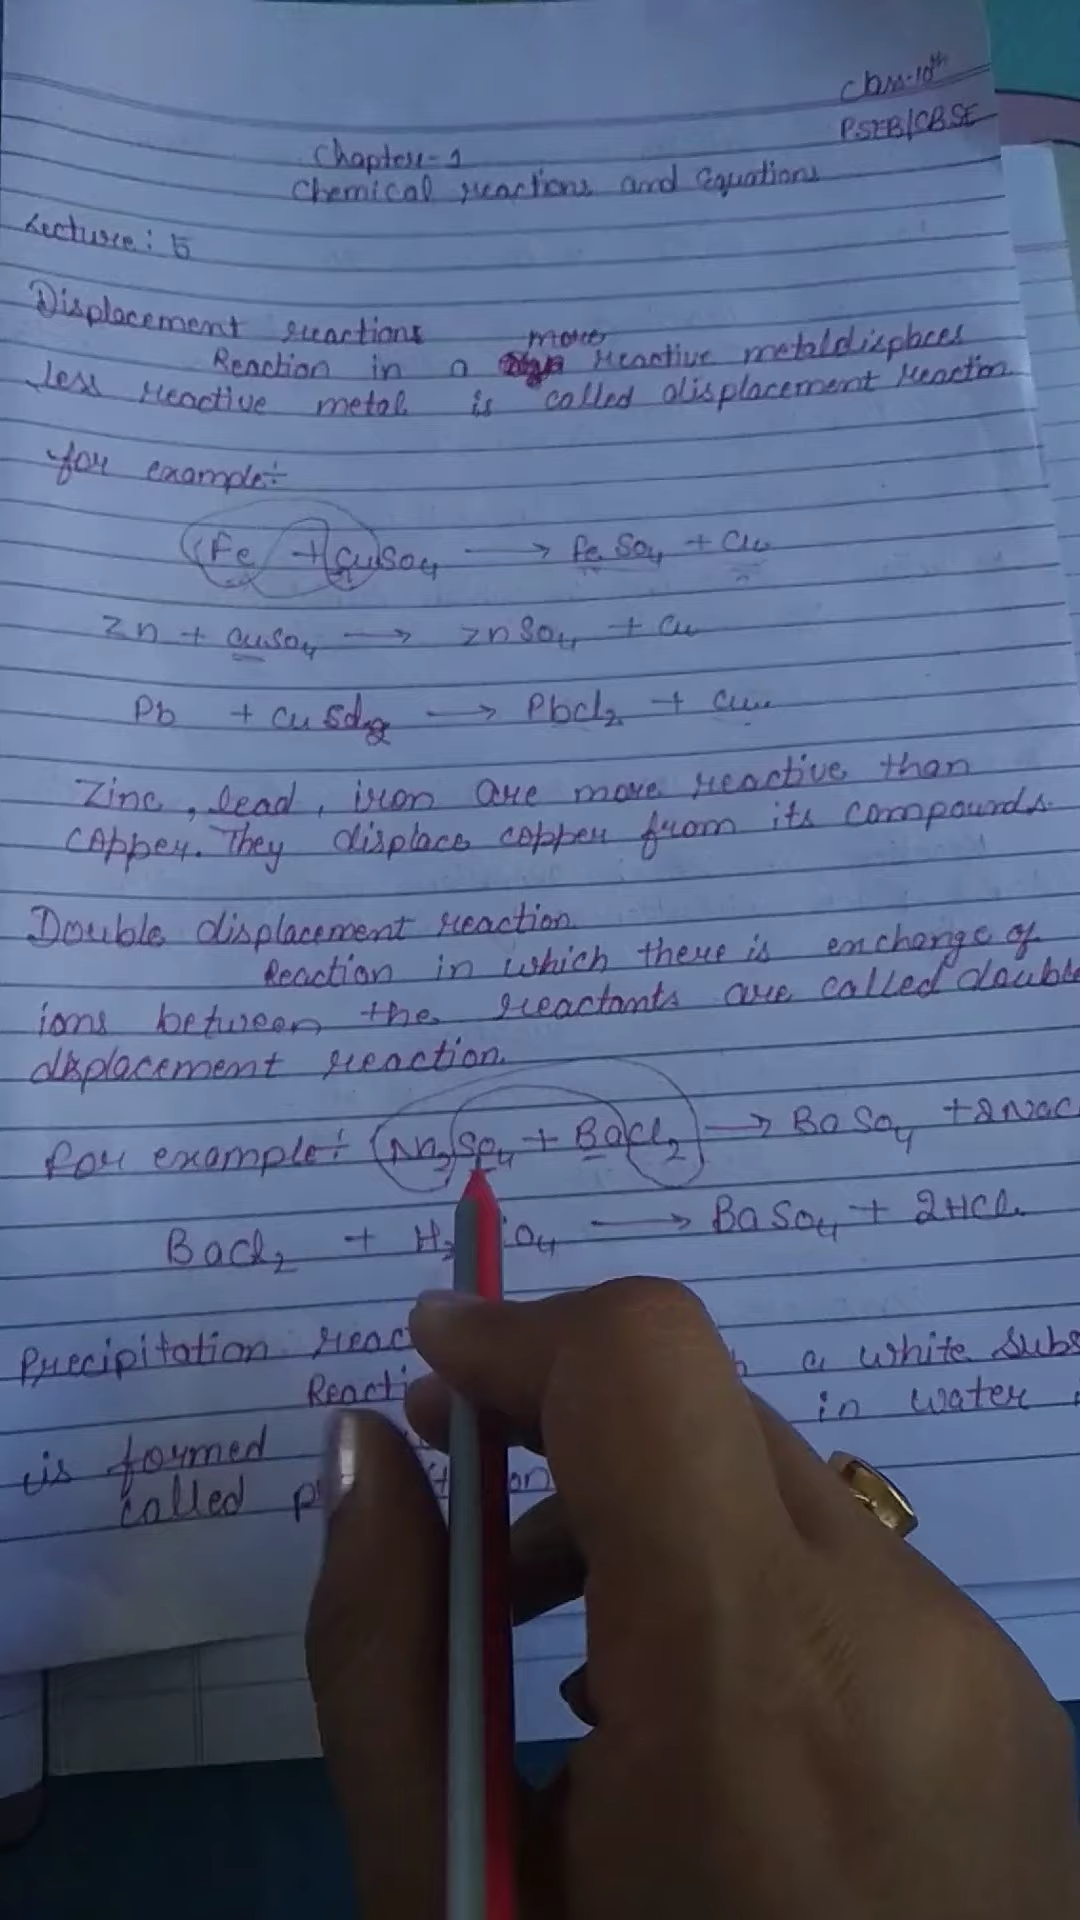 Class-10th
PSEB/CBSE
Chapter-1
Chemical reactions and Equations
Lecture: 5
Displacement reactions
Reaction in a more reactive metal displaces
less reactive metal is called displacement reaction
for example:-
Fe + CuSO4 → FeSO4 + Cu
Zn + CuSO4 → ZnSO4 + Cu
Pb + Cu → PbCl2 + Cu
Zinc, lead, iron are more reactive than
copper. They displace copper from its compounds.
Double displacement reaction
Reaction in which there is exchange of
ions between the reactants are called double
displacement reaction.
for example:- (Na2SO4 + BaCl2) → BaSO4 + 2NaC
BaCl2 + H2 O4 → BaSO4 + 2HCl.
Precipitation reac
Reacti a white subs
is formed in water
called